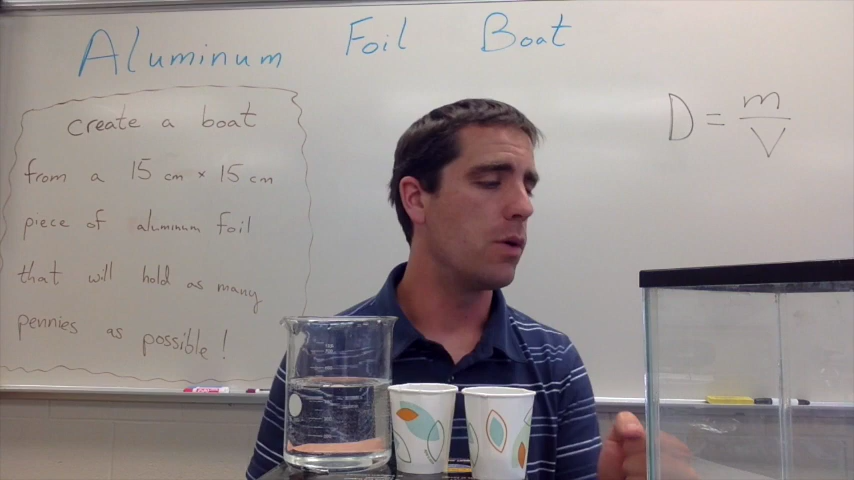 Aluminum Foil Boat
create a boat
from a 15 cm × 15 cm
piece of aluminum foil
that will hold as many
pennies as possible!
D = m/V